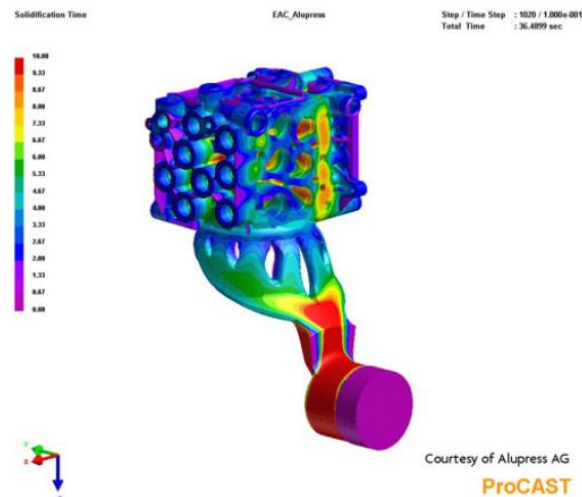 Solidification Time
EAC_Alupress
Step / Time Step : 1020 / 1.000e-001
Total Time : 36.4899 sec
10.00
9.33
8.67
8.00
7.33
6.67
6.00
5.33
4.67
4.00
3.33
2.67
2.00
1.33
0.67
0.00
Courtesy of Alupress AG
ProCAST